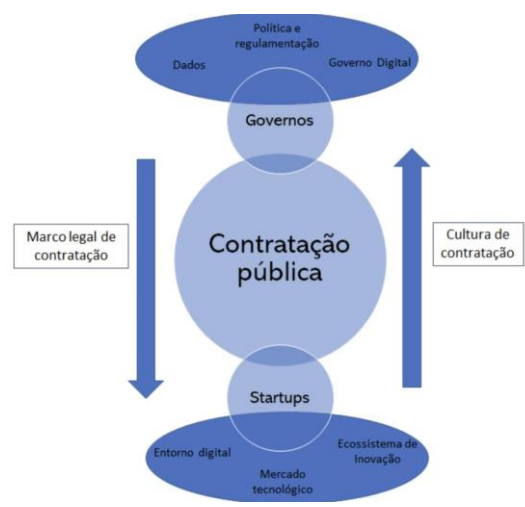 Política e
regulamentação
Dados
Governo Digital
Governos
Marco legal de
contratação
Contratação
pública
Cultura de
contratação
Startups
Entorno digital
Ecossistema de
Inovação
Mercado
tecnológico